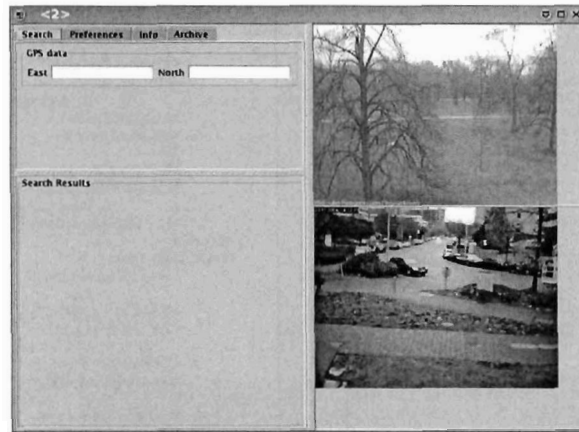 <2>
Search Preferences Info Archive
GPS data
East North
Search Results